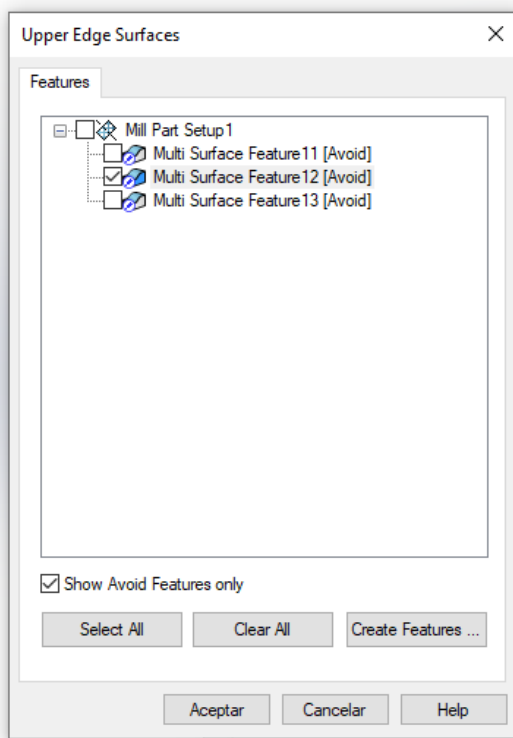 Upper Edge Surfaces
Features
Mill Part Setup1
Multi Surface Feature11 [Avoid]
Multi Surface Feature12 [Avoid]
Multi Surface Feature13 [Avoid]
Show Avoid Features only
Select All Clear All Create Features ...
Aceptar Cancelar Help